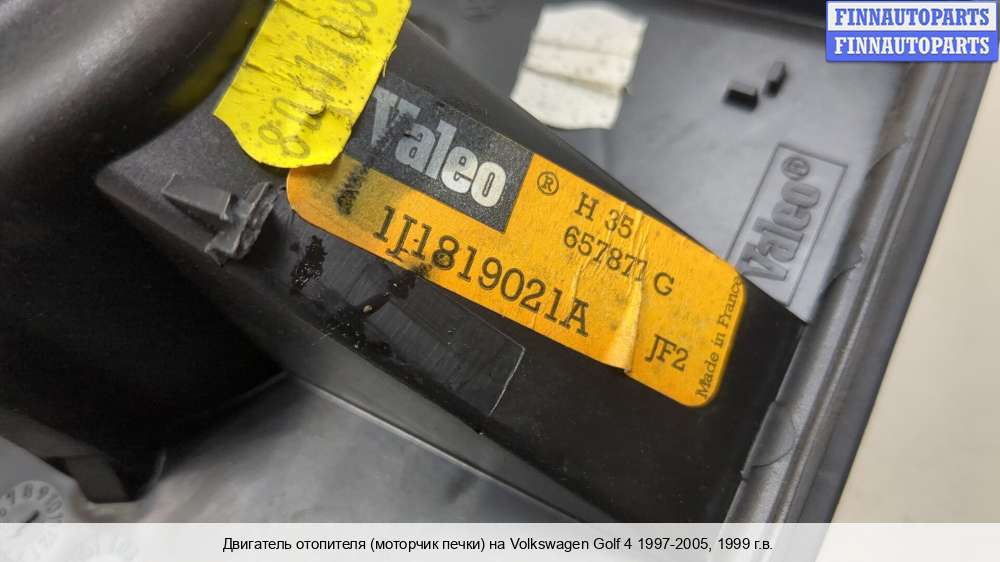 FINNAUTOPARTS
FINNAUTOPARTS
Valeo
®
H 35
657877 G
1J1819021A
JF2
Made in France
Valeo®
Двигатель отопителя (моторчик печки) на Volkswagen Golf 4 1997-2005, 1999 г.в.